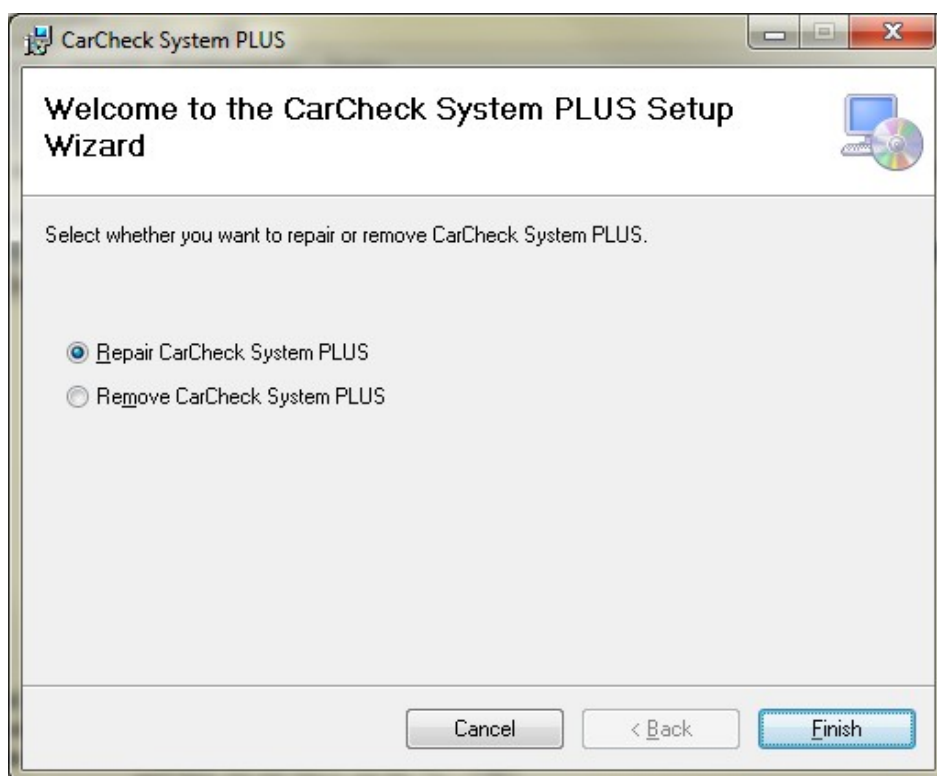 CarCheck System PLUS
Welcome to the CarCheck System PLUS Setup
Wizard
Select whether you want to repair or remove CarCheck System PLUS.
Repair CarCheck System PLUS
Remove CarCheck System PLUS
Cancel
< Back
Finish